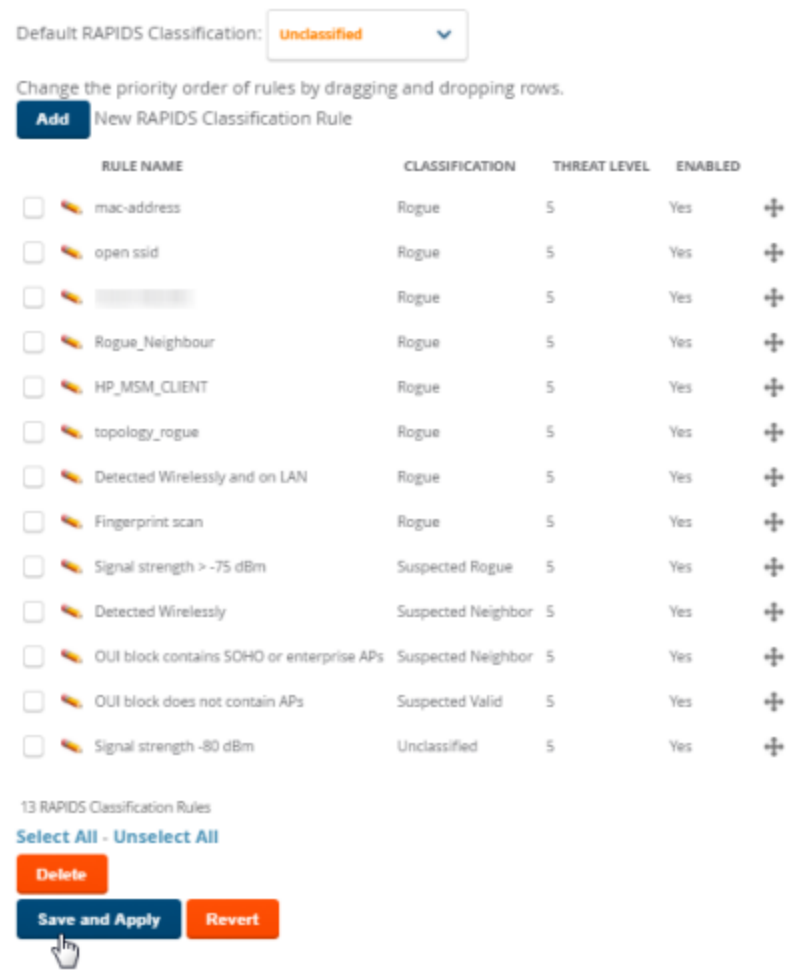 Default RAPIDS Classification: Unclassified
Change the priority order of rules by dragging and dropping rows.
Add New RAPIDS Classification Rule
RULE NAME CLASSIFICATION THREAT LEVEL ENABLED
mac-address Rogue 5 Yes
open ssid Rogue 5 Yes
Rogue 5 Yes
Rogue_Neighbour Rogue 5 Yes
HP_MSM_CLIENT Rogue 5 Yes
topology_rogue Rogue 5 Yes
Detected Wirelessly and on LAN Rogue 5 Yes
Fingerprint scan Rogue 5 Yes
Signal strength > -75 dBm Suspected Rogue 5 Yes
Detected Wirelessly Suspected Neighbor 5 Yes
OUI block contains SOHO or enterprise APs Suspected Neighbor 5 Yes
OUI block does not contain APs Suspected Valid 5 Yes
Signal strength -80 dBm Unclassified 5 Yes
13 RAPIDS Classification Rules
Select All - Unselect All
Delete
Save and Apply Revert